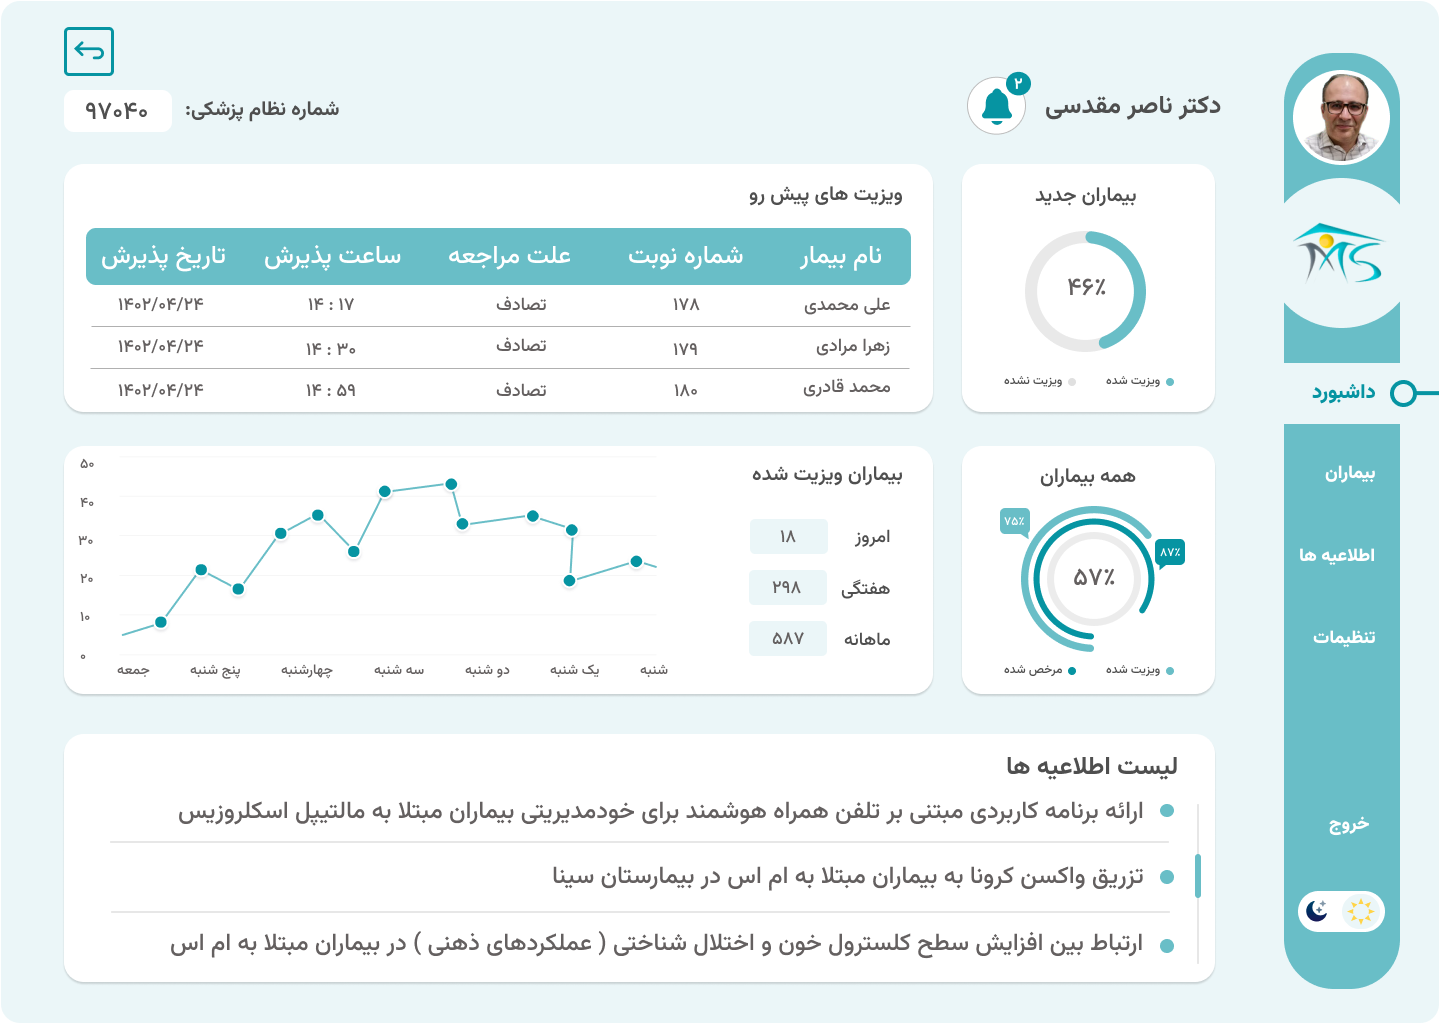 دکتر ناصر مقدسی
۲
شماره نظام پزشکی:
۹۷۰۴۰
MS
داشبورد
بیماران
اطلاعیه ها
تنظیمات
خروج
بیماران جدید
۴۶٪
ویزیت شده
ویزیت نشده
ویزیت های پیش رو
نام بیمار شماره نوبت علت مراجعه ساعت پذیرش تاریخ پذیرش
علی محمدی ۱۷۸ تصادف ۱۴ : ۱۷ ۱۴۰۲/۰۴/۲۴
زهرا مرادی ۱۷۹ تصادف ۱۴ : ۳۰ ۱۴۰۲/۰۴/۲۴
محمد قادری ۱۸۰ تصادف ۱۴ : ۵۹ ۱۴۰۲/۰۴/۲۴
همه بیماران
۷۵٪
۸۷٪
۵۷٪
ویزیت شده
مرخص شده
بیماران ویزیت شده
امروز ۱۸
هفتگی ۲۹۸
ماهانه ۵۸۷
۵۰
۴۰
۳۰
۲۰
۱۰
۰
شنبه یک شنبه دو شنبه سه شنبه چهارشنبه پنج شنبه جمعه
لیست اطلاعیه ها
ارائه برنامه کاربردی مبتنی بر تلفن همراه هوشمند برای خودمدیریتی بیماران مبتلا به مالتیپل اسکلروزیس
تزریق واکسن کرونا به بیماران مبتلا به ام اس در بیمارستان سینا
ارتباط بین افزایش سطح کلسترول خون و اختلال شناختی ( عملکردهای ذهنی ) در بیماران مبتلا به ام اس